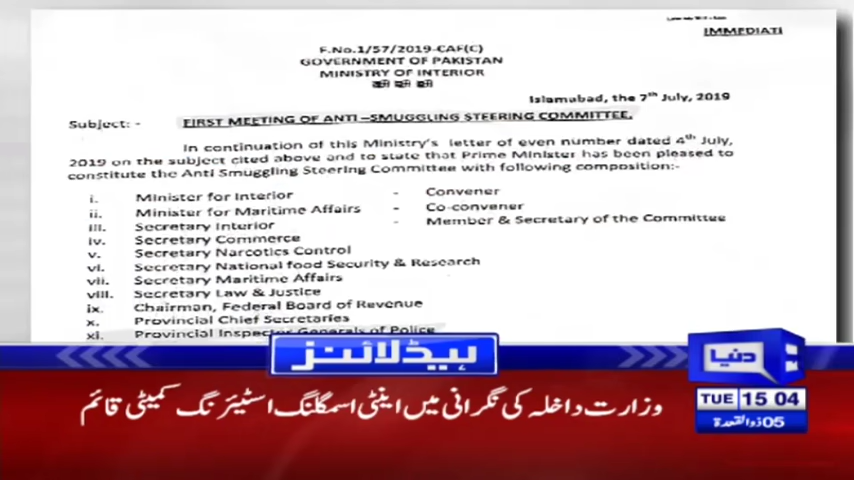 IMMEDIATE
F.No.1/57/2019-CAF(C)
GOVERNMENT OF PAKISTAN
MINISTRY OF INTERIOR
Islamabad, the 7th July, 2019
Subject: - FIRST MEETING OF ANTI –SMUGGLING STEERING COMMITTEE.
In continuation of this Ministry's letter of even number dated 4th July,
2019 on the subject cited above and to state that Prime Minister has been pleased to
constitute the Anti Smuggling Steering Committee with following composition:-
i. Minister for Interior - Convener
ii. Minister for Maritime Affairs - Co-convener
iii. Secretary Interior - Member & Secretary of the Committee
iv. Secretary Commerce
v. Secretary Narcotics Control
vi. Secretary National food Security & Research
vii. Secretary Maritime Affairs
viii. Secretary Law & Justice
ix. Chairman, Federal Board of Revenue
x. Provincial Chief Secretaries
xi. Provincial Inspector Generals of Police
ہیڈلائنز
دنیا
وزارت داخلہ کی نگرانی میں اینٹی اسمگلنگ اسٹیئرنگ کمیٹی قائم
TUE 15 04
05 ذوالقعدۃ